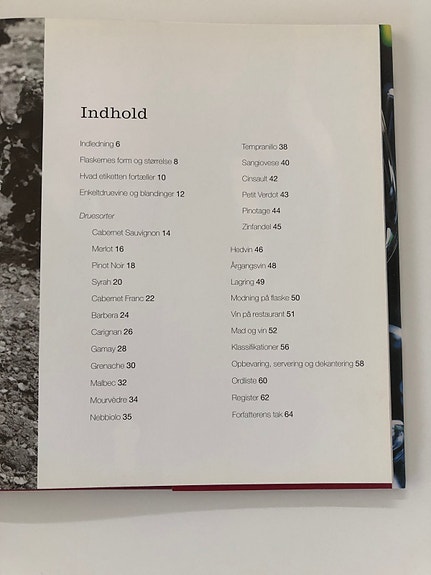 Indhold
Indledning 6
Flaskernes form og størrelse 8
Hvad etiketten fortæller 10
Enkeltdruevine og blandinger 12
Druesorter
Cabernet Sauvignon 14
Merlot 16
Pinot Noir 18
Syrah 20
Cabernet Franc 22
Barbera 24
Carignan 26
Gamay 28
Grenache 30
Malbec 32
Mourvèdre 34
Nebbiolo 35
Tempranillo 38
Sangiovese 40
Cinsault 42
Petit Verdot 43
Pinotage 44
Zinfandel 45
Hedvin 46
Årgangsvin 48
Lagring 49
Modning på flaske 50
Vin på restaurant 51
Mad og vin 52
Klassifikationer 56
Opbevaring, servering og dekantering 58
Ordliste 60
Register 62
Forfatterens tak 64